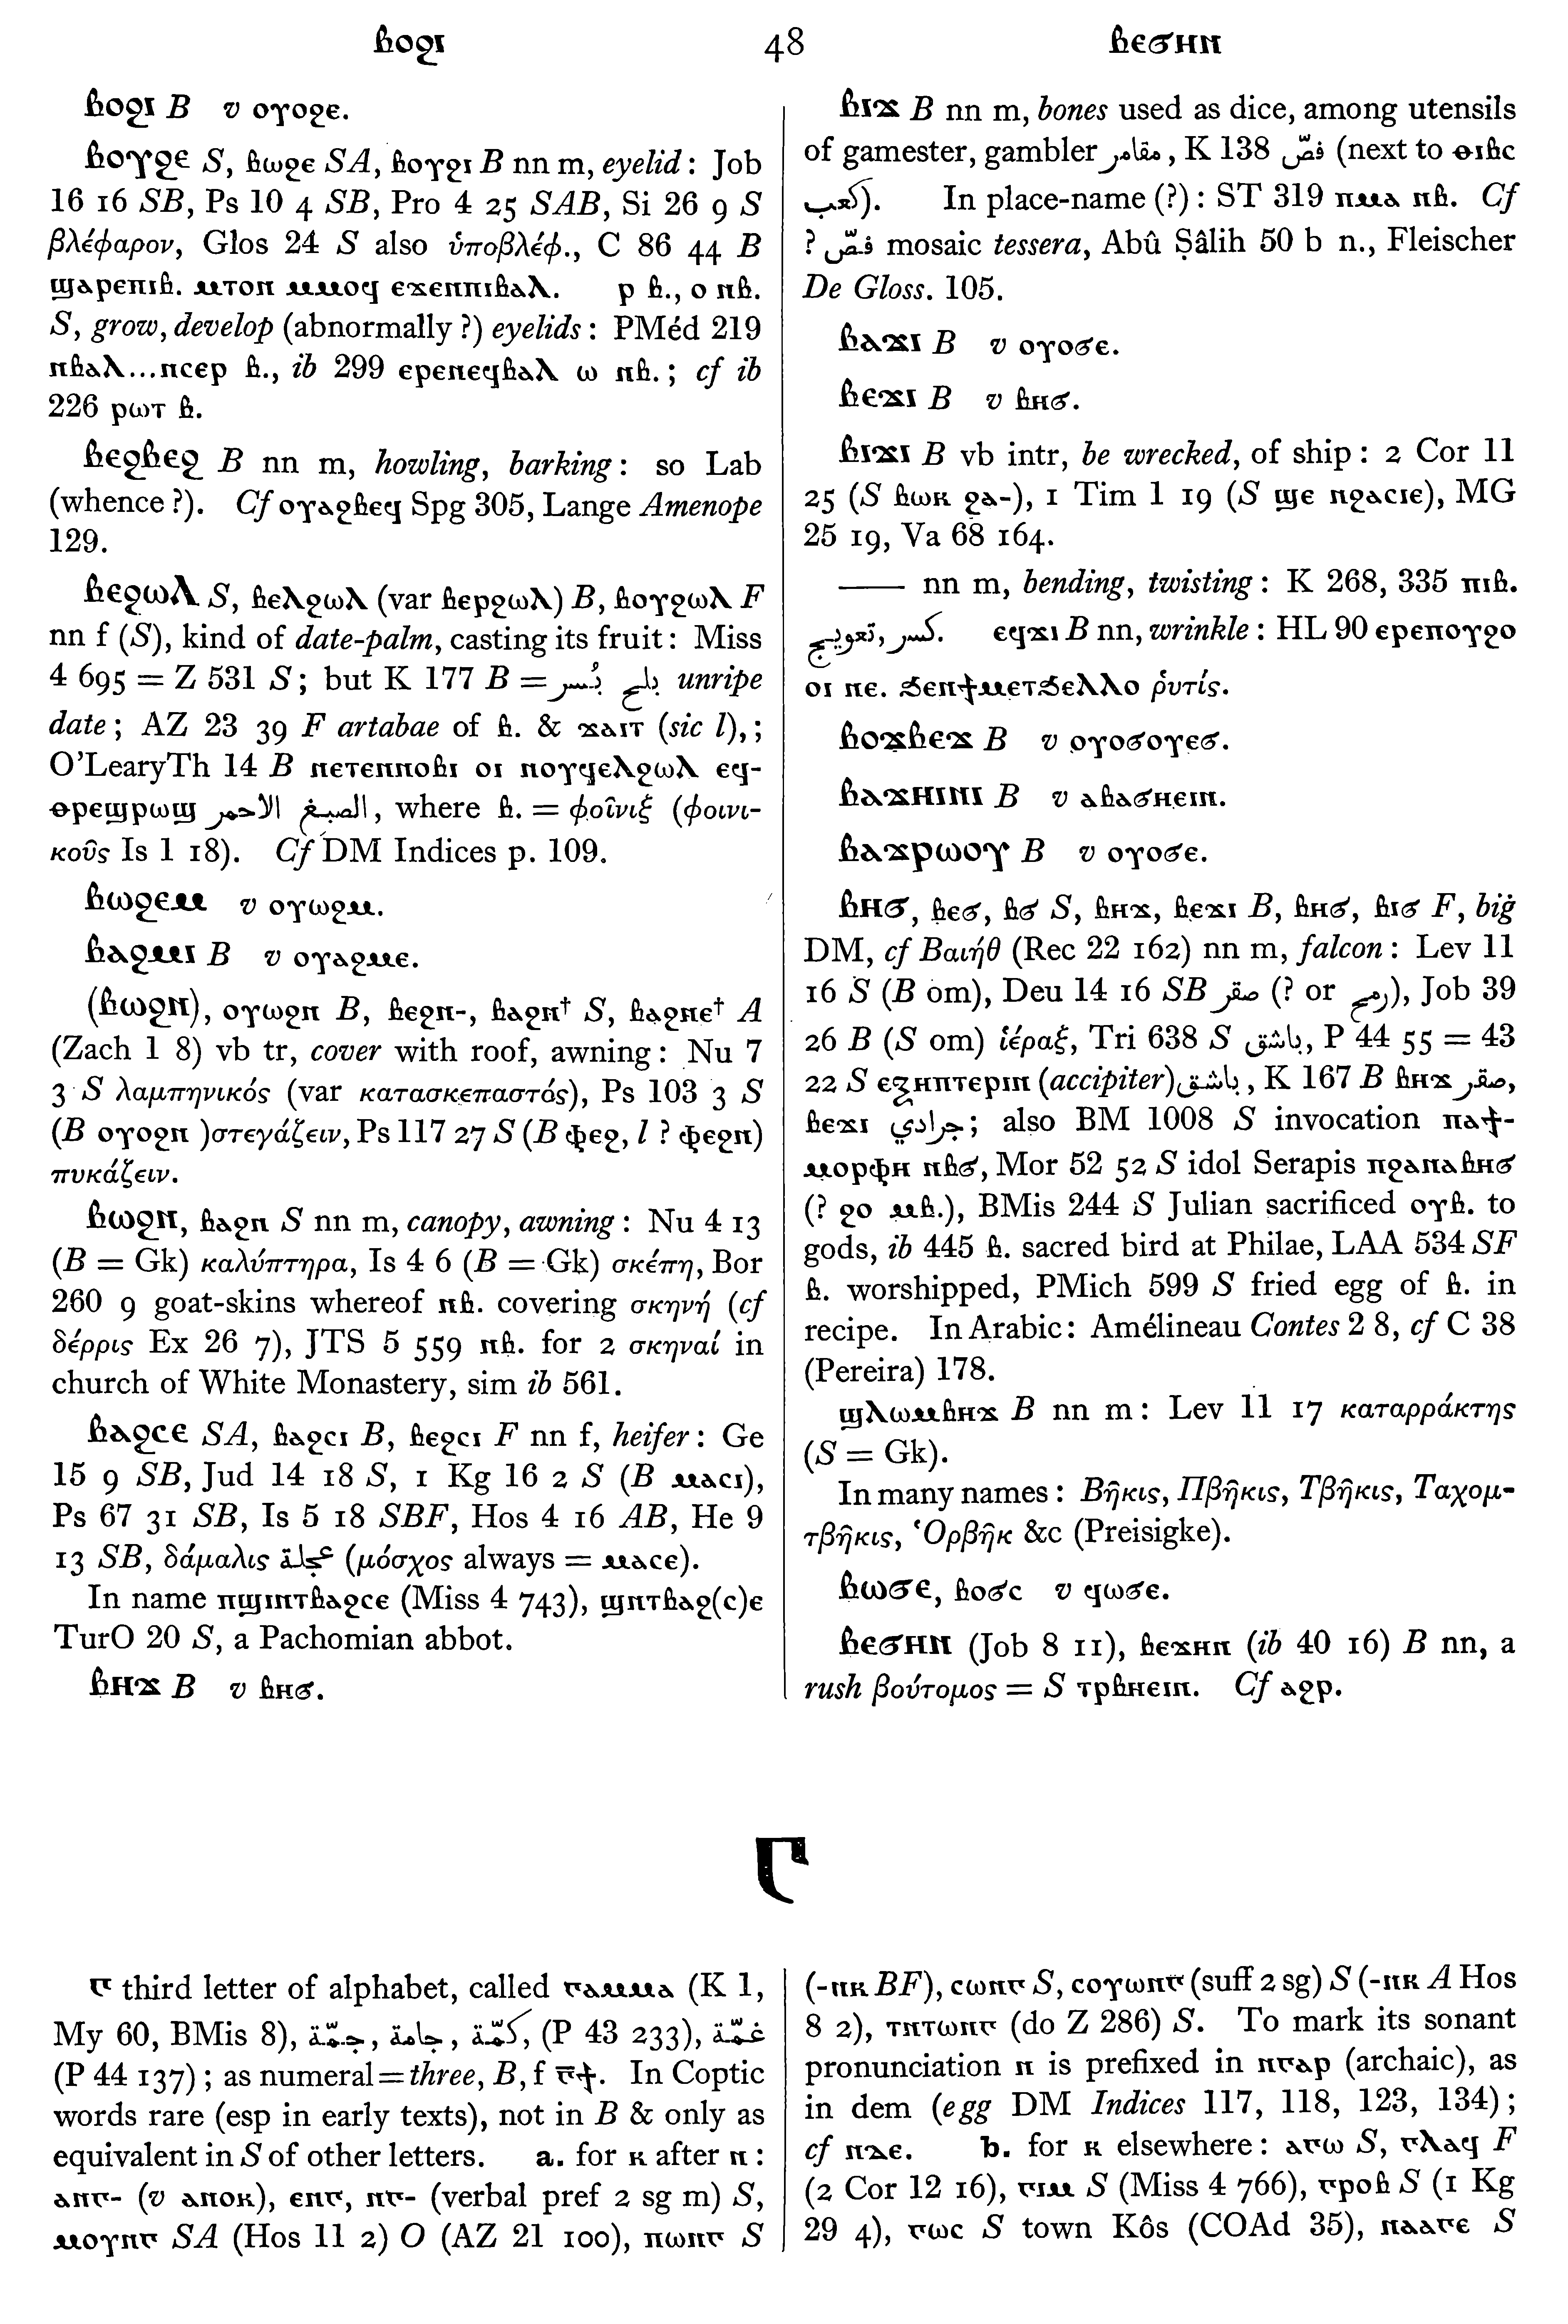 ⲃⲟϩⲓ 48 ⲃⲉϭⲏⲛ
ⲃⲟϩⲓ B v ⲟⲩⲟϩⲉ.
ⲃⲟⲩϩⲉ S, ⲃⲱϩⲉ SA, ⲃⲟⲩϩⲓ B nn m, eyelid: Job
16 16 SB, Ps 10 4 SB, Pro 4 25 SAB, Si 26 9 S
βλέφαρον, Glos 24 S also ὑποβλέφ., C 86 44 B
ϣⲁⲣⲉⲡⲓⲃ. ⲙⲧⲟⲛ ⲙⲙⲟϥ ⲉϫⲉⲛⲡⲓⲃⲁⲗ. ⲣ ⲃ., ⲟ ⲛⲃ.
S, grow, develop (abnormally ?) eyelids: PMéd 219
ⲛⲃⲁⲗ...ⲛⲥⲉⲣ ⲃ., ib 299 ⲉⲣⲉⲛⲉϥⲃⲁⲗ ⲱ ⲛⲃ.; cf ib
226 ⲣⲱⲧ ⲃ.
ⲃⲉϩⲃⲉϩ B nn m, howling, barking: so Lab
(whence ?). Cf ⲟⲩⲁϩⲃⲉϥ Spg 305, Lange Amenope
129.
ⲃⲉϩⲱⲗ S, ⲃⲉⲗϩⲱⲗ (var ⲃⲉⲣϩⲱⲗ) B, ⲃⲟⲩϩⲱⲗ F
nn f (S), kind of date-palm, casting its fruit: Miss
4 695 = Z 531 S; but K 177 B = بلح بُسر unripe
date; AZ 23 39 F artabae of ⲃ. & ϫⲁⲓⲧ (sic l),;
O'LearyTh 14 B ⲛⲉⲧⲉⲛⲛⲟⲃⲓ ⲟⲓ ⲛⲟⲩϥⲉⲗϩⲱⲗ ⲉϥ-
ⲑⲣⲉϣⲣⲱϣ الصبغ الاحمر, where ⲃ. = φοῖνιξ (φοινι-
κοῦς Is 1 18). Cf DM Indices p. 109.
ⲃⲱϩⲉⲙ v ⲟⲩⲱϩⲙ.
ⲃⲁϩⲙⲓ B v ⲟⲩⲁϩⲙⲉ.
(ⲃⲱϩⲛ), ⲟⲩⲱϩⲛ B, ⲃⲉϩⲛ-, ⲃⲁϩⲛ† S, ⲃⲁϩⲛⲉ† A
(Zach 1 8) vb tr, cover with roof, awning: Nu 7
3 S λαμπηνικός (var κατασκεπαστός), Ps 103 3 S
(B ⲟⲩⲟϩⲛ )στεγάζειν, Ps 117 27 S (B ⲫⲉϩ, l ? ⲫⲉϩⲛ)
πυκάζειν.
ⲃⲱϩⲛ, ⲃⲁϩⲛ S nn m, canopy, awning: Nu 4 13
(B = Gk) καλύπτηρα, Is 4 6 (B = Gk) σκέπη, Bor
260 9 goat-skins whereof ⲛⲃ. covering σκηνή (cf
δέρρις Ex 26 7), JTS 5 559 ⲛⲃ. for 2 σκηναί in
church of White Monastery, sim ib 561.
ⲃⲁϩⲥⲉ SA, ⲃⲁϩⲥⲓ B, ⲃⲉϩⲥⲓ F nn f, heifer: Ge
15 9 SB, Jud 14 18 S, 1 Kg 16 2 S (B ⲙⲁⲥⲓ),
Ps 67 31 SB, Is 5 18 SBF, Hos 4 16 AB, He 9
13 SB, δάμαλις عجلة (μόσχος always = ⲙⲁⲥⲉ).
In name ⲡϣⲓⲛⲧⲃⲁϩⲥⲉ (Miss 4 743), ϣⲛⲧⲃⲁϩ(ⲥ)ⲉ
TurO 20 S, a Pachomian abbot.
ⲃⲏϫ B v ⲃⲏϭ.
ⲃⲓϫ B nn m, bones used as dice, among utensils
of gamester, gambler مقامر, K 138 فصّ (next to ⲑⲓⲃⲥ
كعب). In place-name (?): ST 319 ⲡⲙⲁ ⲛⲃ. Cf
? فصّ mosaic tessera, Abû Ṣâlih 50 b n., Fleischer
De Gloss. 105.
ⲃⲁϫⲓ B v ⲟⲩⲟϭⲉ.
ⲃⲉϫⲓ B v ⲃⲏϭ.
ⲃⲓϫⲓ B vb intr, be wrecked, of ship: 2 Cor 11
25 (S ⲃⲱⲕ ϩⲁ-), 1 Tim 1 19 (S ϣⲉ ⲛϩⲁⲥⲓⲉ), MG
25 19, Va 68 164.
—— nn m, bending, twisting: K 268, 335 ⲡⲓⲃ.
كسر, تعويج. ⲉϥϫⲓ B nn, wrinkle: HL 90 ⲉⲣⲉⲡⲟⲩϩⲟ
ⲟⲓ ⲛⲉ. ϧⲉⲛϯⲙⲉⲧϧⲉⲗⲗⲟ ῥυτίς.
ⲃⲟϫⲃⲉϫ B v ⲟⲩⲟϭⲟⲩⲉϭ.
ⲃⲁϫⲏⲓⲛⲓ B v ⲁⲃⲁϭⲏⲉⲓⲛ.
ⲃⲁϫⲣⲱⲟⲩ B v ⲟⲩⲟϭⲉ.
ⲃⲏϭ, ⲃⲉϭ, ⲃϭ S, ⲃⲏϫ, ⲃⲉϫⲓ B, ⲃⲏϭ, ⲃⲓϭ F, big
DM, cf Βαιήθ (Rec 22 162) nn m, falcon: Lev 11
16 S (B om), Deu 14 16 SB صقر (? or رمح), Job 39
26 B (S om) ἱέραξ, Tri 638 S باشق, P 44 55 = 43
22 S ⲉⲝⲏⲡⲧⲉⲣⲓⲛ (accipiter) باشق, K 167 B ⲃⲏϫ صقر,
ⲃⲉϫⲓ جرادي; also BM 1008 S invocation ⲡⲁϯ-
ⲙⲟⲣⲫⲏ ⲛⲃϭ, Mor 52 52 S idol Serapis ⲡϩⲁⲡⲁⲃⲏϭ
(? ϩⲟ ⲙⲃ.), BMis 244 S Julian sacrificed ⲟⲩⲃ. to
gods, ib 445 ⲃ. sacred bird at Philae, LAA 534 SF
ⲃ. worshipped, PMich 599 S fried egg of ⲃ. in
recipe. In Arabic: Amélineau Contes 2 8, cf C 38
(Pereira) 178.
ϣⲗⲱⲙⲃⲏϫ B nn m: Lev 11 17 καταρράκτης
(S = Gk).
In many names: Βῆκις, Πβῆκις, Τβῆκις, Ταχομ-
τβῆκις, Ὁρβῆκ &c (Preisigke).
ⲃⲱϭⲉ, ⲃⲟϭⲥ v ϥⲱϭⲉ.
ⲃⲉϭⲏⲛ (Job 8 11), ⲃⲉϫⲏⲛ (ib 40 16) B nn, a
rush βούτομος = S ⲧⲣⲃⲏⲉⲓⲛ. Cf ⲁϩⲣ.
Ⲅ
ⲅ third letter of alphabet, called ⲅⲁⲙⲙⲁ (K 1,
My 60, BMis 8), جمّة, جامة, كمّة, (P 43 233), غمّة
(P 44 137); as numeral = three, B, f ⲅ̅ϯ. In Coptic
words rare (esp in early texts), not in B & only as
equivalent in S of other letters. a. for ⲕ after ⲛ:
ⲁⲛⲅ- (v ⲁⲛⲟⲕ), ⲉⲛⲅ, ⲛⲅ- (verbal pref 2 sg m) S,
ⲙⲟⲩⲛⲅ SA (Hos 11 2) O (AZ 21 100), ⲡⲱⲛⲅ S
(-ⲛⲕ BF), ⲥⲱⲛⲅ S, ⲥⲟⲩⲱⲛⲅ (suff 2 sg) S (-ⲛⲕ A Hos
8 2), ⲧⲛⲧⲱⲛⲅ (do Z 286) S. To mark its sonant
pronunciation ⲛ is prefixed in ⲛⲅⲁⲣ (archaic), as
in dem (egg DM Indices 117, 118, 123, 134);
cf ⲛⲇⲉ. b. for ⲕ elsewhere: ⲁⲅⲱ S, ⲅⲗⲁϥ F
(2 Cor 12 16), ⲅⲓⲙ S (Miss 4 766), ⲅⲣⲟⲃ S (1 Kg
29 4), ⲅⲱⲥ S town Kôs (COAd 35), ⲛⲁⲁⲅⲉ S